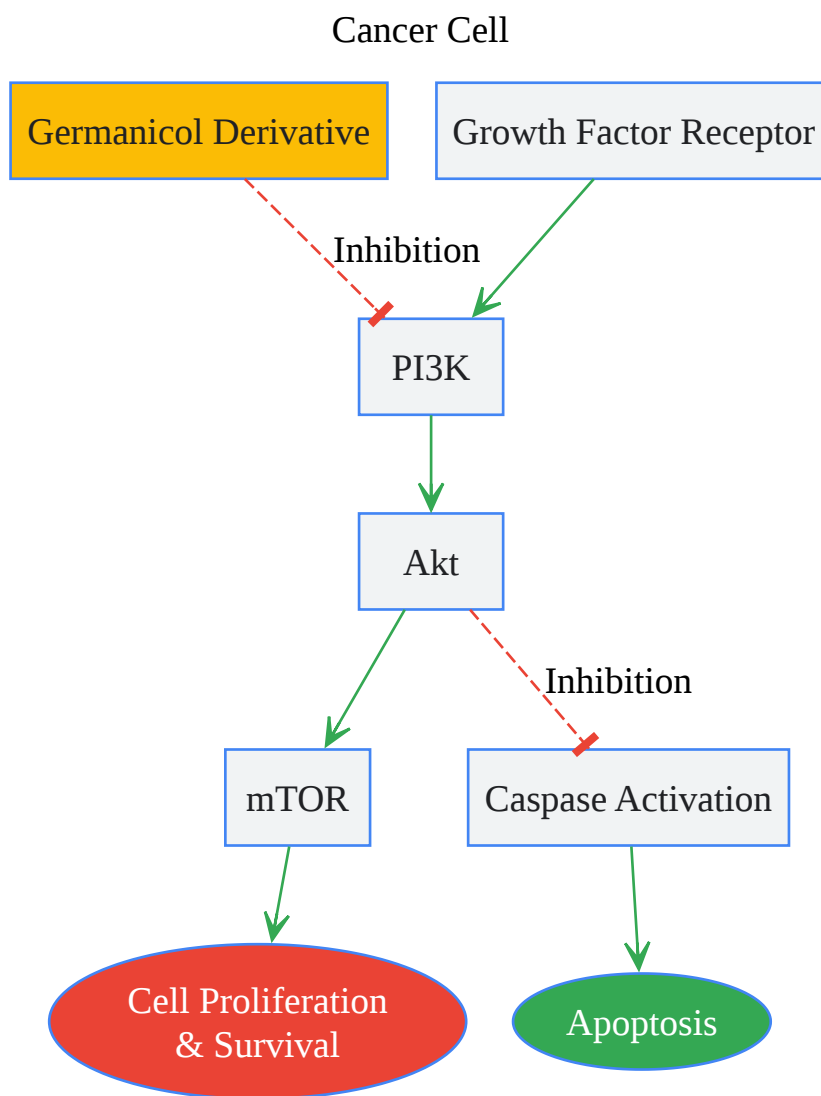 Cancer Cell
Germanicol Derivative
Growth Factor Receptor
Inhibition
PI3K
Akt
Inhibition
mTOR
Caspase Activation
Cell Proliferation
& Survival
Apoptosis